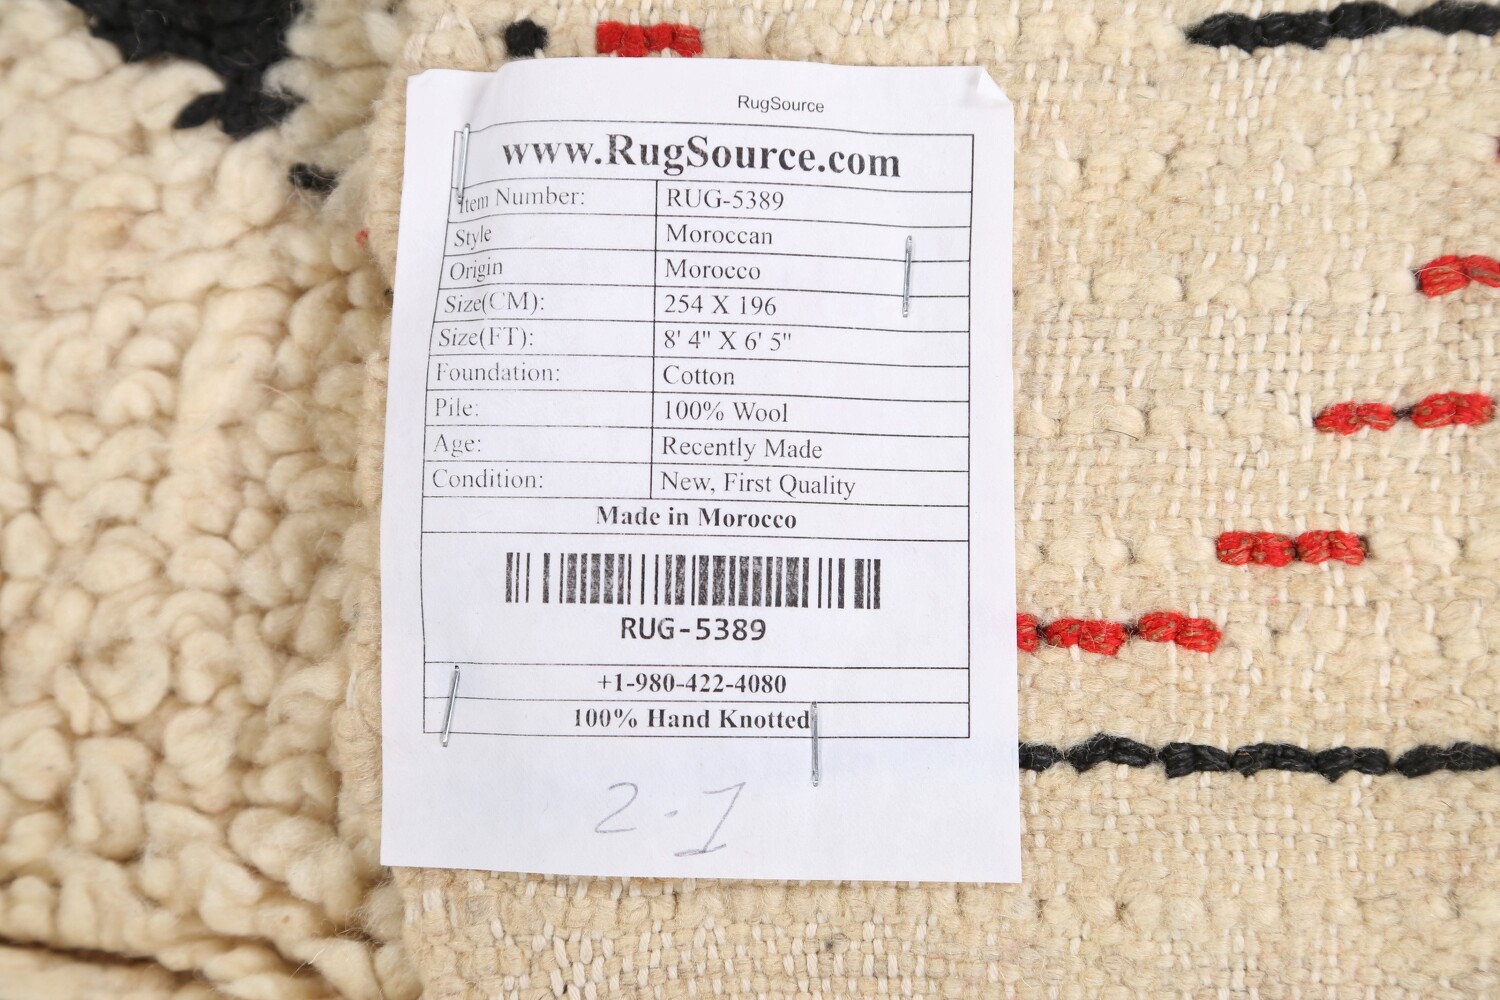 RugSource
www.RugSource.com
Item Number: RUG-5389
Style Moroccan
Origin Morocco
Size(CM): 254 X 196
Size(FT): 8' 4" X 6' 5"
Foundation: Cotton
Pile: 100% Wool
Age: Recently Made
Condition: New, First Quality
Made in Morocco
RUG-5389
+1-980-422-4080
100% Hand Knotted
2.1